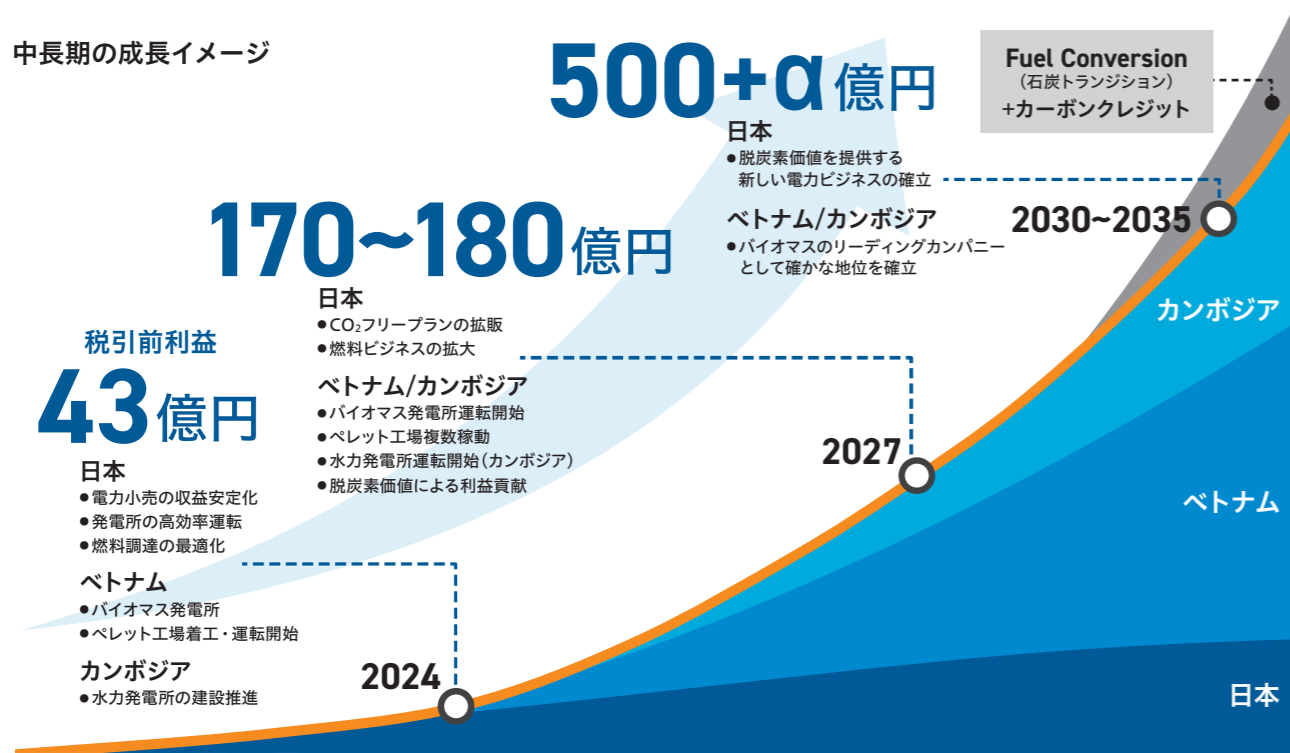 中長期の成長イメージ
税引前利益
43億円
日本
●電力小売の収益安定化
●発電所の高効率運転
●燃料調達の最適化
ベトナム
●バイオマス発電所
●ペレット工場着工・運転開始
カンボジア
●水力発電所の建設推進
2024
170~180億円
日本
●CO₂フリープランの拡販
●燃料ビジネスの拡大
ベトナム/カンボジア
●バイオマス発電所運転開始
●ペレット工場複数稼動
●水力発電所運転開始(カンボジア)
●脱炭素価値による利益貢献
2027
500+α億円
日本
●脱炭素価値を提供する
新しい電力ビジネスの確立
ベトナム/カンボジア
●バイオマスのリーディングカンパニー
として確かな地位を確立
2030~2035
Fuel Conversion
(石炭トランジション)
+カーボンクレジット
カンボジア
ベトナム
日本